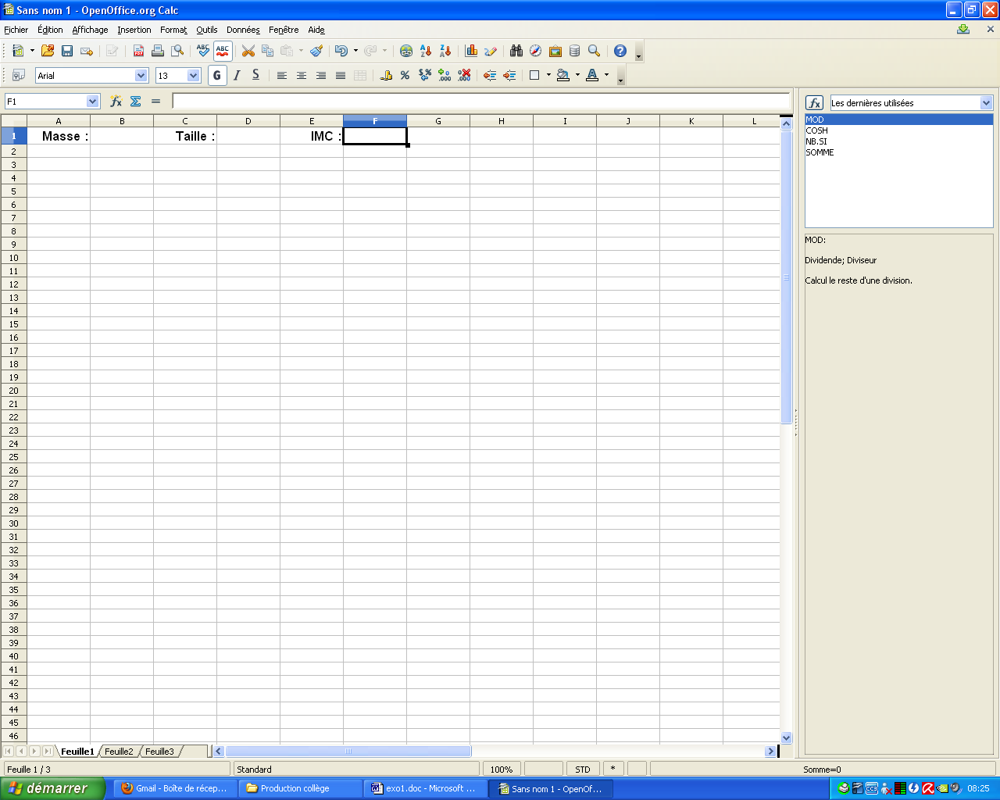 Sans nom 1 - OpenOffice.org Calc
Fichier Édition Affichage Insertion Format Outils Données Fenêtre Aide
Arial 13 G I S
F1
Les dernières utilisées
MOD
COSH
NB.SI
SOMME
MOD:
Dividende; Diviseur
Calcul le reste d'une division.
A B C D E F G H I J K L
1 Masse : Taille : IMC :
2
3
4
5
6
7
8
9
10
11
12
13
14
15
16
17
18
19
20
21
22
23
24
25
26
27
28
29
30
31
32
33
34
35
36
37
38
39
40
41
42
43
44
45
46
Feuille1 Feuille2 Feuille3
Feuille 1 / 3 Standard 100% STD * Somme=0
démarrer Gmail - Boîte de récep... Production collège exo1.doc - Microsoft ... Sans nom 1 - OpenOf... 08:25